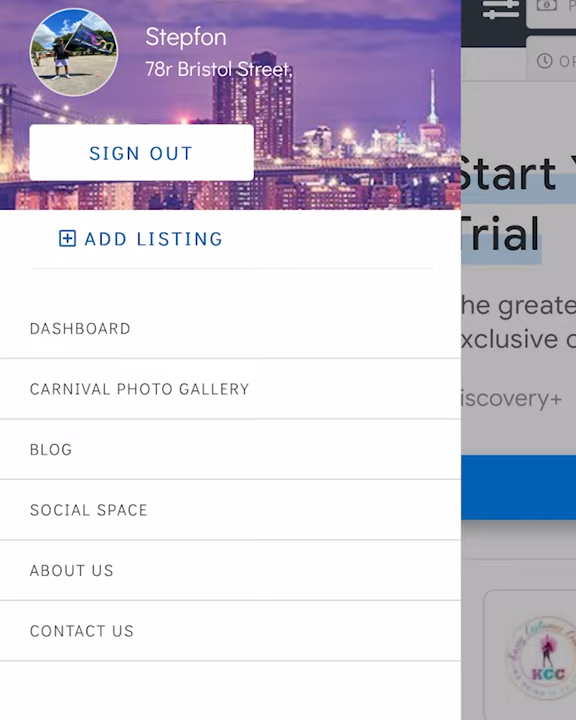 Stepfon
78r Bristol Street,
SIGN OUT
ADD LISTING
DASHBOARD
CARNIVAL PHOTO GALLERY
BLOG
SOCIAL SPACE
ABOUT US
CONTACT US
Start Y
Trial
he greate
xclusive c
iscovery+
KCC